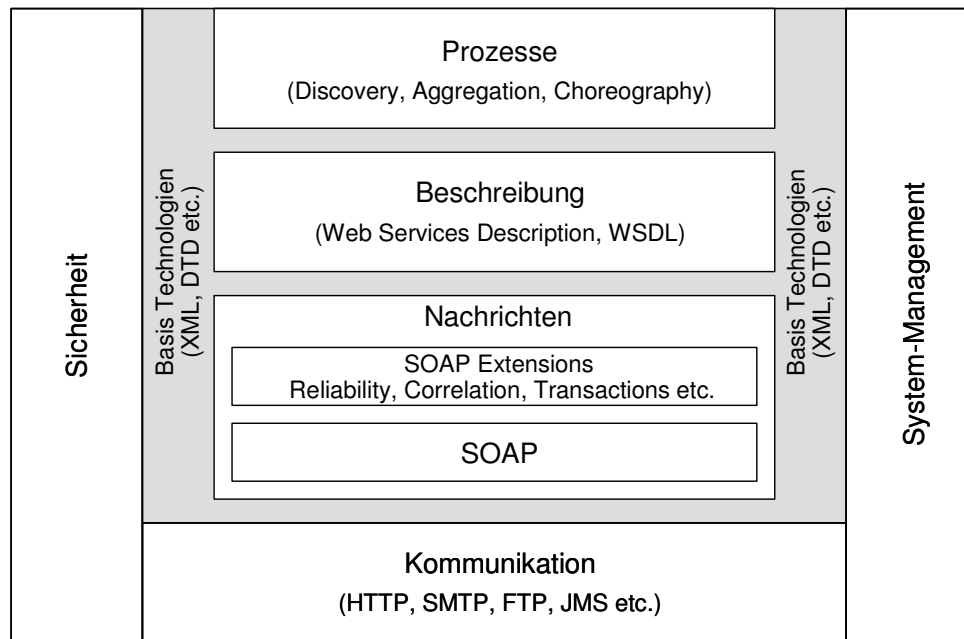 Sicherheit
Basis Technologien
(XML, DTD etc.)
Prozesse
(Discovery, Aggregation, Choreography)
Beschreibung
(Web Services Description, WSDL)
Nachrichten
SOAP Extensions
Reliability, Correlation, Transactions etc.
SOAP
Basis Technologien
(XML, DTD etc.)
System-Management
Kommunikation
(HTTP, SMTP, FTP, JMS etc.)